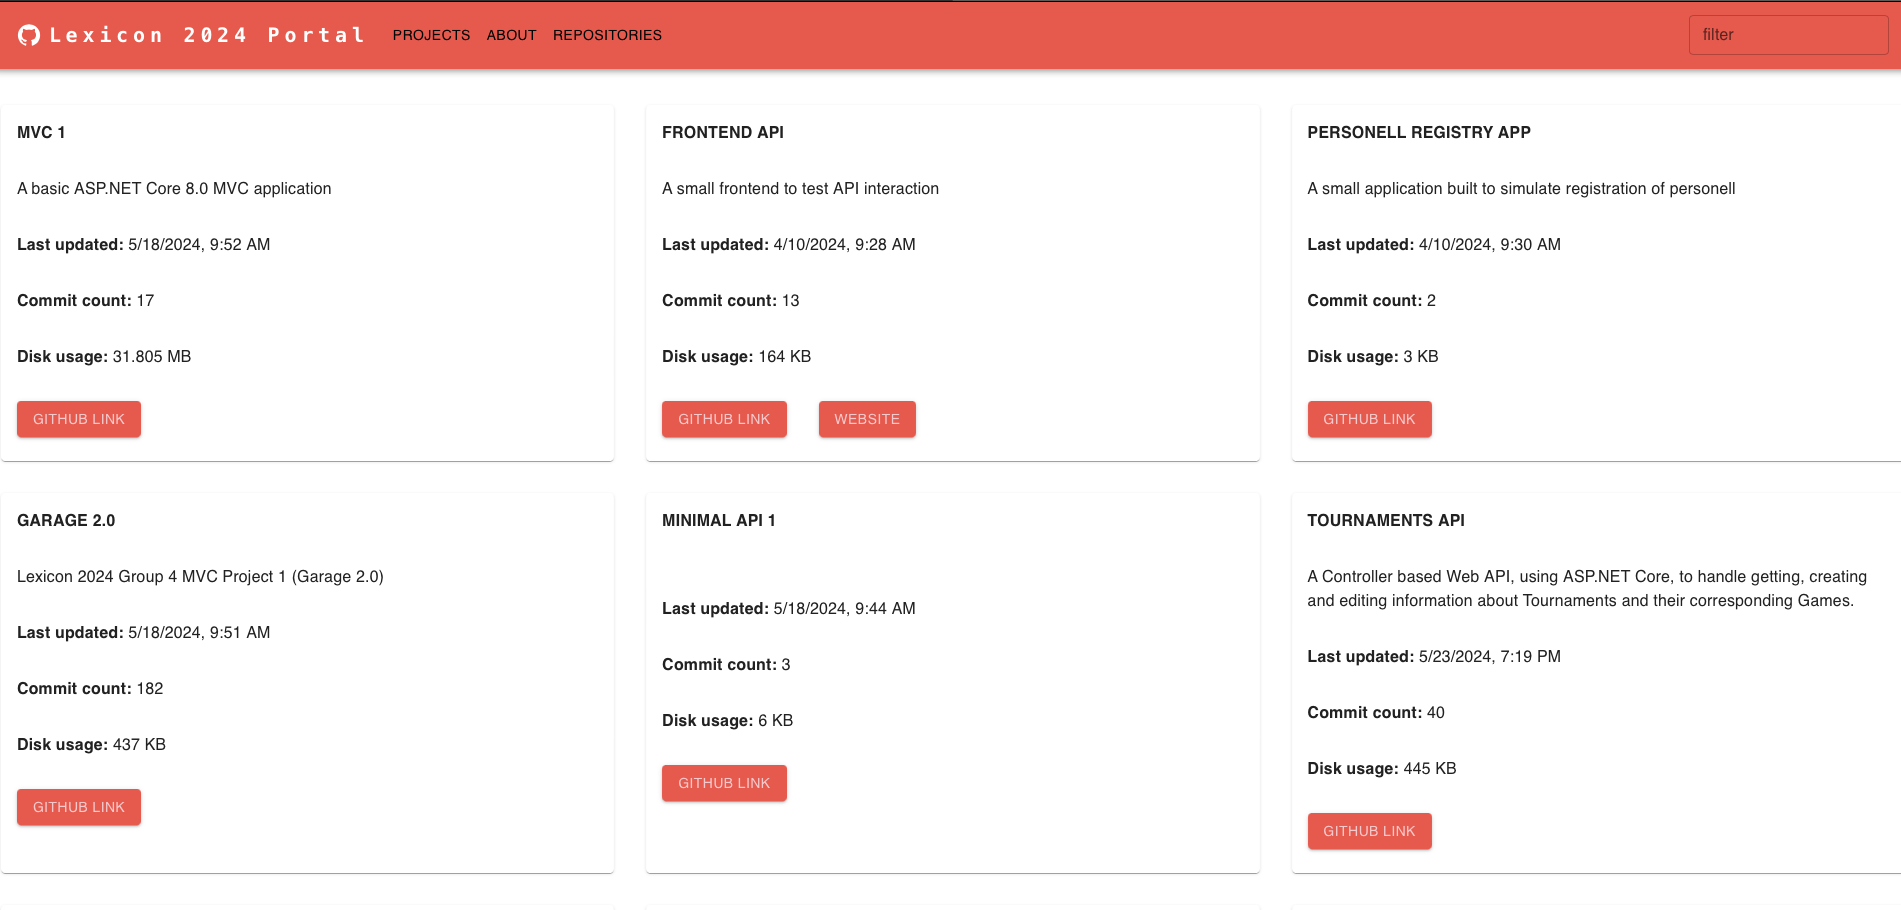 Lexicon 2024 Portal PROJECTS ABOUT REPOSITORIES filter
MVC 1
A basic ASP.NET Core 8.0 MVC application
Last updated: 5/18/2024, 9:52 AM
Commit count: 17
Disk usage: 31.805 MB
GITHUB LINK
FRONTEND API
A small frontend to test API interaction
Last updated: 4/10/2024, 9:28 AM
Commit count: 13
Disk usage: 164 KB
GITHUB LINK WEBSITE
PERSONELL REGISTRY APP
A small application built to simulate registration of personell
Last updated: 4/10/2024, 9:30 AM
Commit count: 2
Disk usage: 3 KB
GITHUB LINK
GARAGE 2.0
Lexicon 2024 Group 4 MVC Project 1 (Garage 2.0)
Last updated: 5/18/2024, 9:51 AM
Commit count: 182
Disk usage: 437 KB
GITHUB LINK
MINIMAL API 1
Last updated: 5/18/2024, 9:44 AM
Commit count: 3
Disk usage: 6 KB
GITHUB LINK
TOURNAMENTS API
A Controller based Web API, using ASP.NET Core, to handle getting, creating
and editing information about Tournaments and their corresponding Games.
Last updated: 5/23/2024, 7:19 PM
Commit count: 40
Disk usage: 445 KB
GITHUB LINK